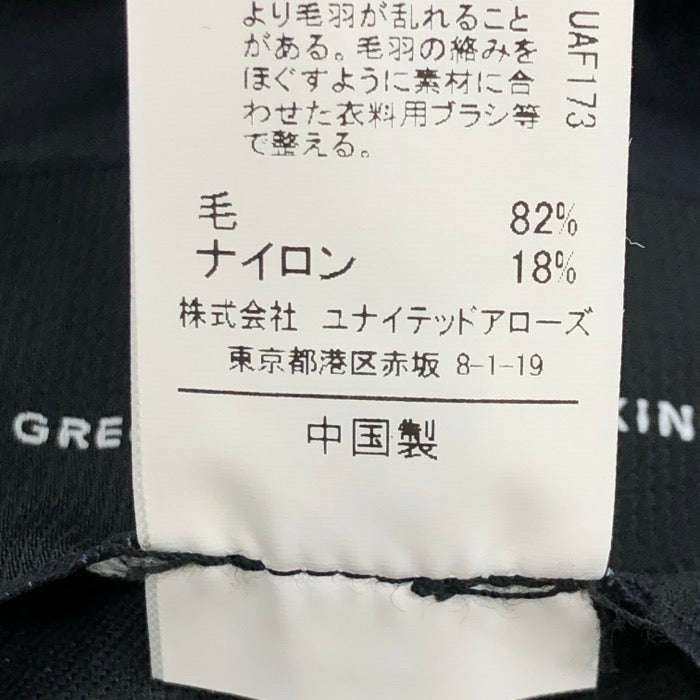 より毛羽が乱れること
がある。毛羽の絡みを
ほぐすように素材に合
わせた衣料用ブラシ等
で整える。
UAF173
毛 82%
ナイロン 18%
株式会社 ユナイテッドアローズ
東京都港区赤坂 8-1-19
中国製
GRE
KIN